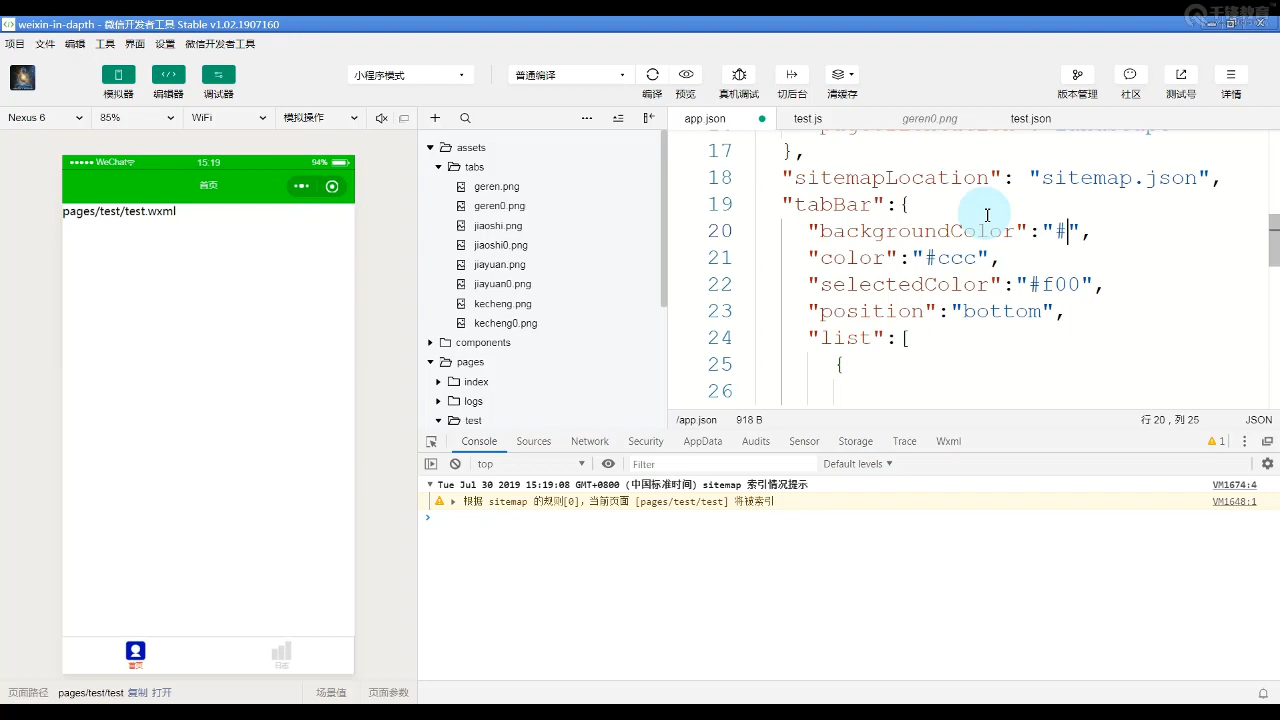 weixin-in-dapth - 微信开发者工具 Stable v1.02.1907160
千锋教育
项目 文件 编辑 工具 界面 设置 微信开发者工具
模拟器 编辑器 调试器 小程序模式 普通编译 编译 预览 真机调试 切后台 清缓存 版本管理 社区 测试号 详情
Nexus 6 85% WiFi 模拟操作
app.json test.js geren0.png test.json
WeChat 15:19 94%
首页
pages/test/test.wxml
首页 日志
assets
tabs
geren.png
geren0.png
jiaoshi.png
jiaoshi0.png
jiayuan.png
jiayuan0.png
kecheng.png
kecheng0.png
components
pages
index
logs
test
17 },
18 "sitemapLocation": "sitemap.json",
19 "tabBar":{
20 "backgroundColor":"#",
21 "color":"#ccc",
22 "selectedColor":"#f00",
23 "position":"bottom",
24 "list":[
25 {
26
/app.json 918 B 行 20, 列 25 JSON
Console Sources Network Security AppData Audits Sensor Storage Trace Wxml 1
top Filter Default levels
Tue Jul 30 2019 15:19:08 GMT+0800 (中国标准时间) sitemap 索引情况提示 VM1674:4
根据 sitemap 的规则[0], 当前页面 [pages/test/test] 将被索引 VM1648:1
页面路径 pages/test/test 复制 打开 场景值 页面参数